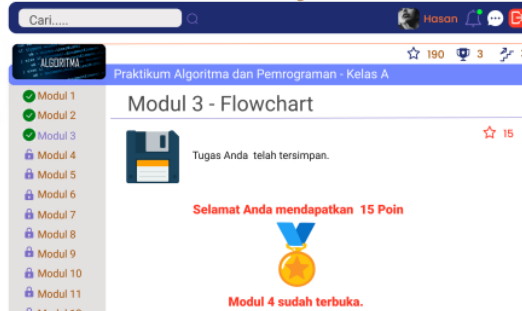 Cari.....
Hasan
190 3
ALGORITMA
Praktikum Algoritma dan Pemrograman - Kelas A
Modul 1
Modul 2
Modul 3
Modul 4
Modul 5
Modul 6
Modul 7
Modul 8
Modul 9
Modul 10
Modul 11
Modul 3 - Flowchart
15
Tugas Anda telah tersimpan.
Selamat Anda mendapatkan 15 Poin
Modul 4 sudah terbuka.